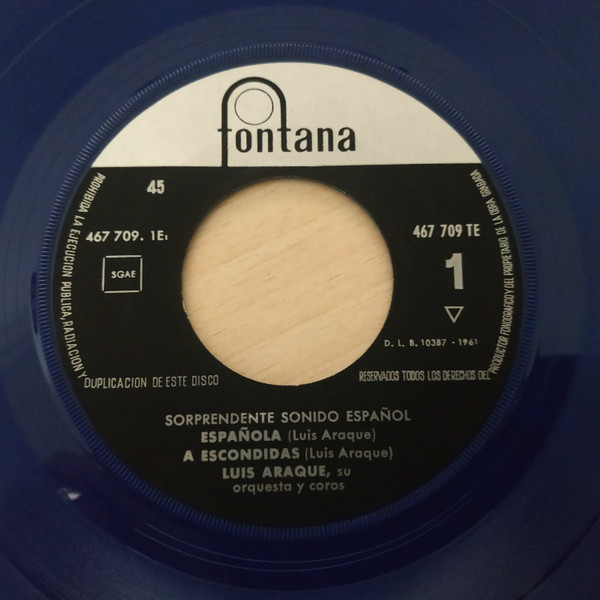 fontana
45
467 709. 1E:
467 709 TE
SGAE
1
D. L. B. 10387 - 1961
PROHIBIDA LA EJECUCION PUBLICA, RADIACION Y
DUPLICACION DE ESTE DISCO
RESERVADOS TODOS LOS DERECHOS DEL
PRODUCTOR FONOGRAFICO Y DEL PROPIETARIO DE LA OBRA GRABADA
SORPRENDENTE SONIDO ESPAÑOL
ESPAÑOLA (Luis Araque)
A ESCONDIDAS (Luis Araque)
LUIS ARAQUE, su
orquesta y coros